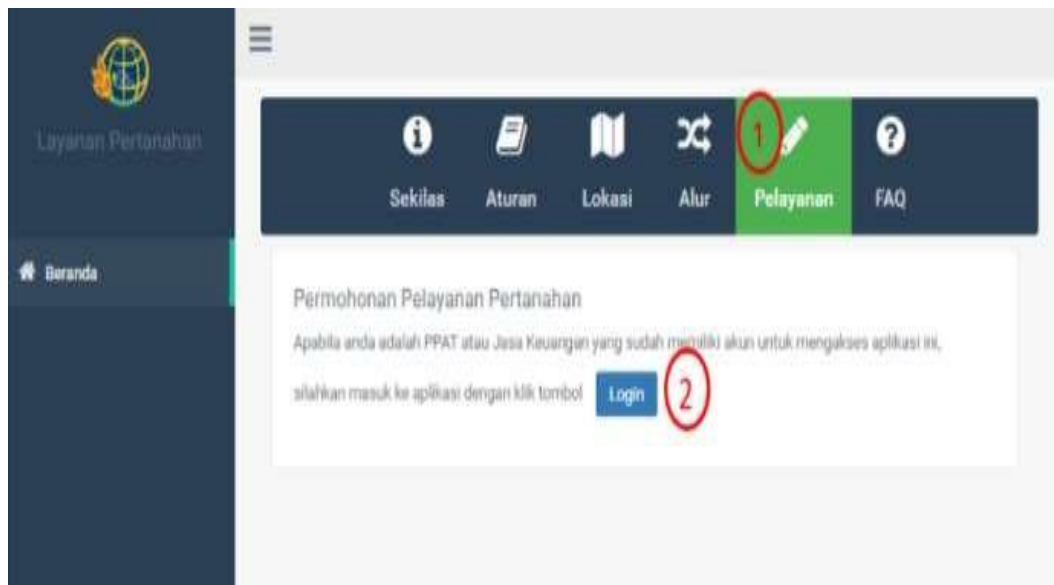 Layanan Pertanahan
Beranda
1
Sekilas Aturan Lokasi Alur Pelayanan FAQ
Permohonan Pelayanan Pertanahan
Apabila anda adalah PPAT atau Jasa Keuangan yang sudah memiliki akun untuk mengakses aplikasi ini,
silahkan masuk ke aplikasi dengan klik tombol Login 2